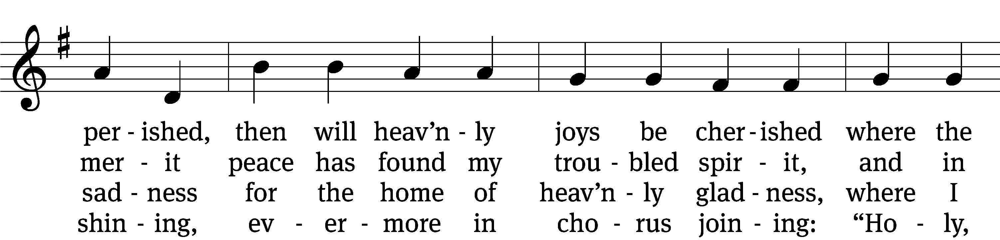 per - ished, then will heav’n - ly joys be cher - ished where the
mer - it peace has found my trou - bled spir - it, and in
sad - ness for the home of heav’n - ly glad - ness, where I
shin - ing, ev - er - more in cho - rus join - ing: “Ho - ly,